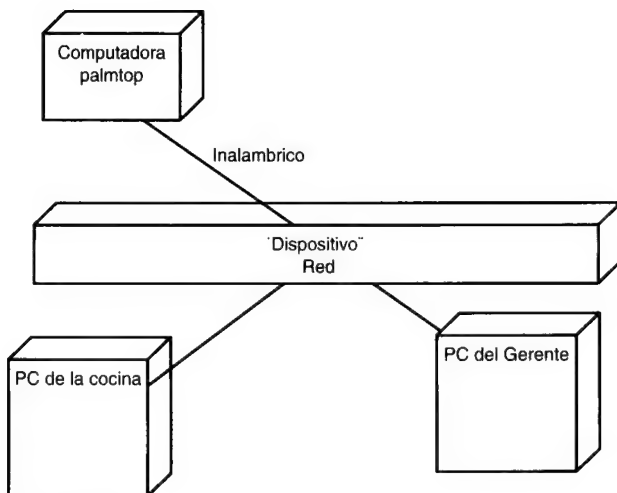 Computadora
palmtop
Inalambrico
"Dispositivo"
Red
PC de la cocina
PC del Gerente